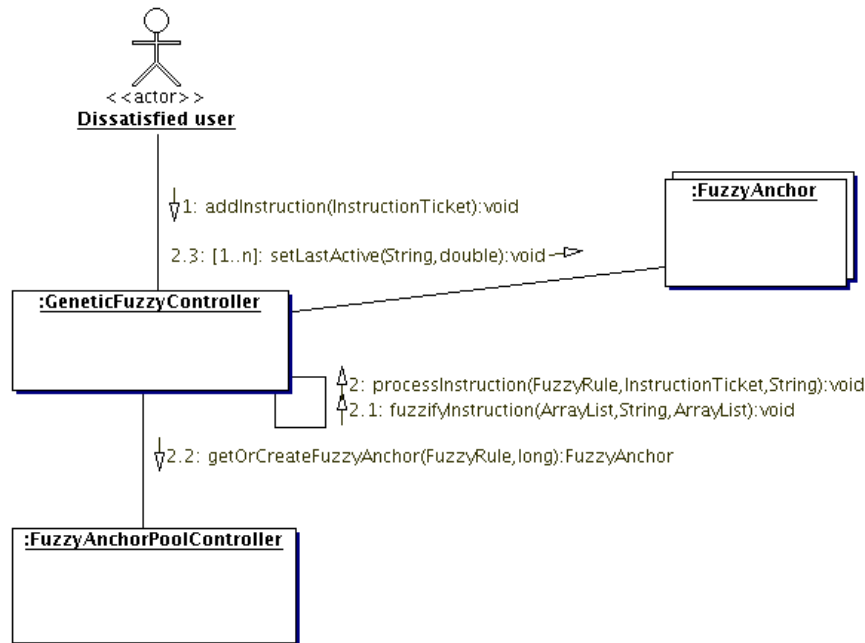 <<actor>>
Dissatisfied user
1: addInstruction(InstructionTicket):void
:FuzzyAnchor
2.3: [1..n]: setLastActive(String,double):void
:GeneticFuzzyController
2: processInstruction(FuzzyRule,InstructionTicket,String):void
2.1: fuzzifyInstruction(ArrayList,String,ArrayList):void
2.2: getOrCreateFuzzyAnchor(FuzzyRule,long):FuzzyAnchor
:FuzzyAnchorPoolController